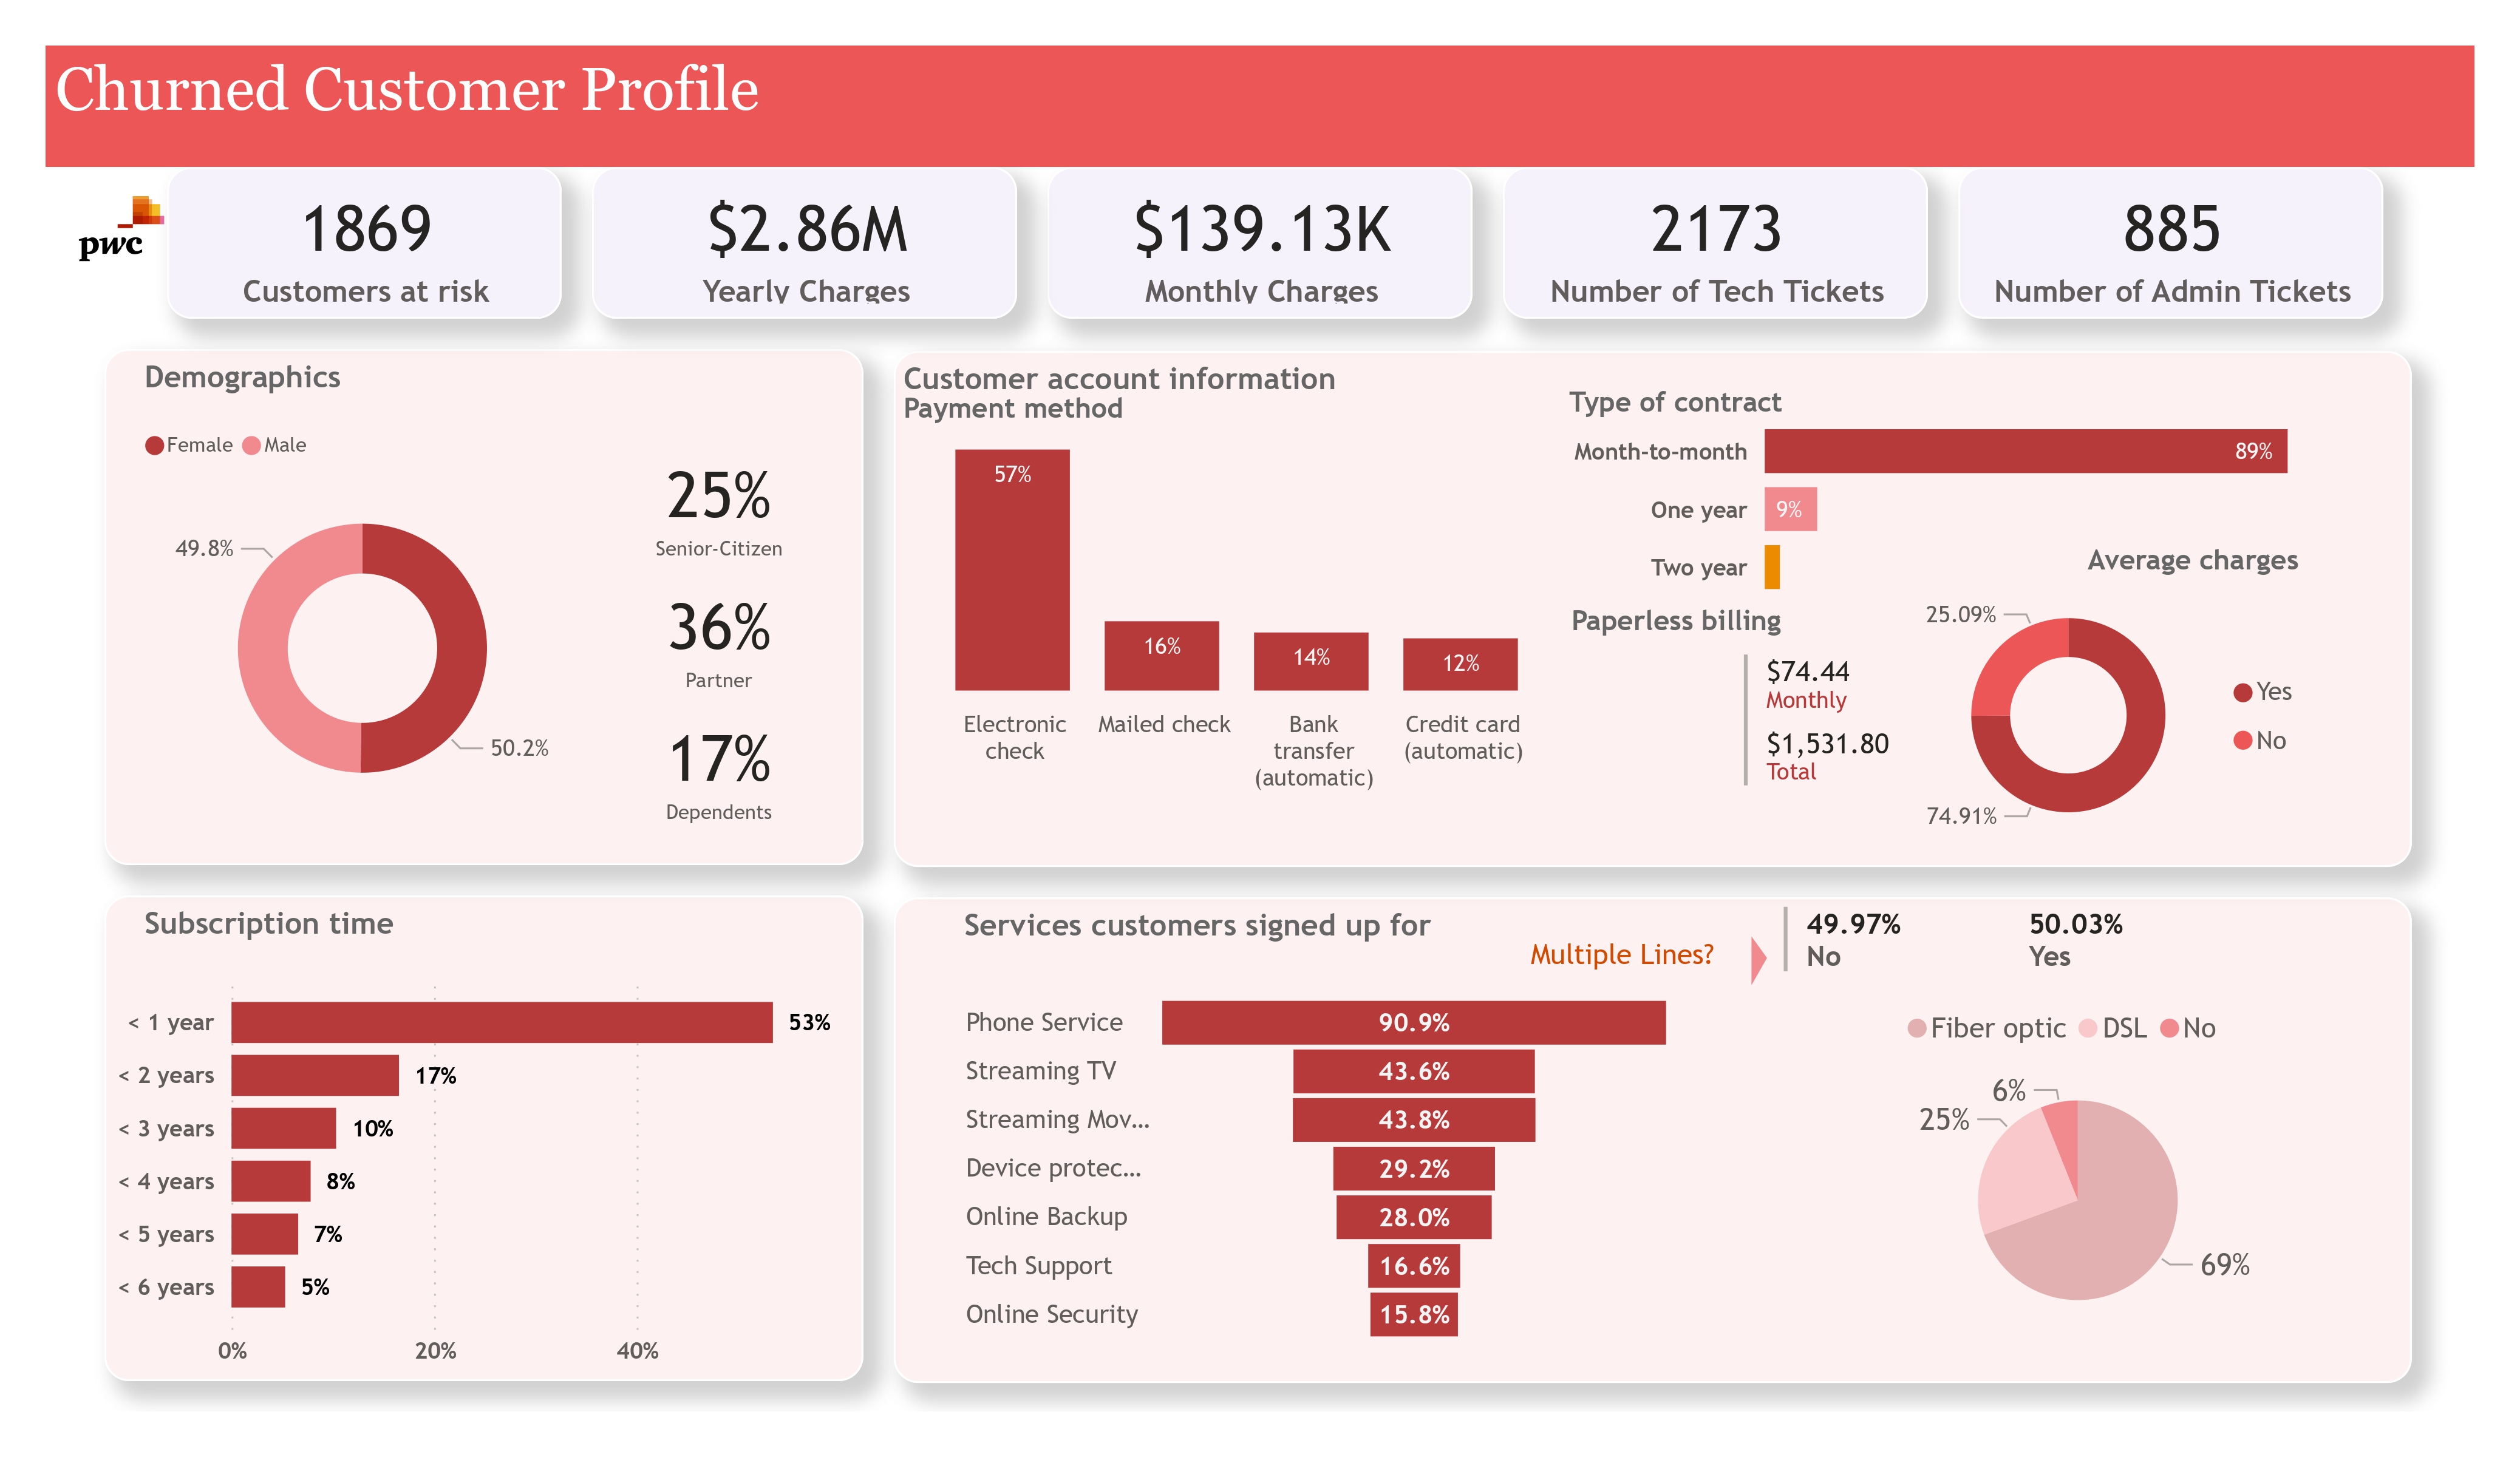 Churned Customer Profile
pwc
1869
Customers at risk
$2.86M
Yearly Charges
$139.13K
Monthly Charges
2173
Number of Tech Tickets
885
Number of Admin Tickets
Demographics
Female Male
49.8%
50.2%
25%
Senior-Citizen
36%
Partner
17%
Dependents
Customer account information
Payment method
57%
16%
14%
12%
Electronic
check
Mailed check
Bank
transfer
(automatic)
Credit card
(automatic)
Type of contract
Month-to-month 89%
One year 9%
Two year
Paperless billing
$74.44
Monthly
$1,531.80
Total
Average charges
25.09%
74.91%
Yes
No
Subscription time
< 1 year 53%
< 2 years 17%
< 3 years 10%
< 4 years 8%
< 5 years 7%
< 6 years 5%
0% 20% 40%
Services customers signed up for
Multiple Lines?
49.97%
No
50.03%
Yes
Phone Service 90.9%
Streaming TV 43.6%
Streaming Mov... 43.8%
Device protec... 29.2%
Online Backup 28.0%
Tech Support 16.6%
Online Security 15.8%
Fiber optic DSL No
6%
25%
69%